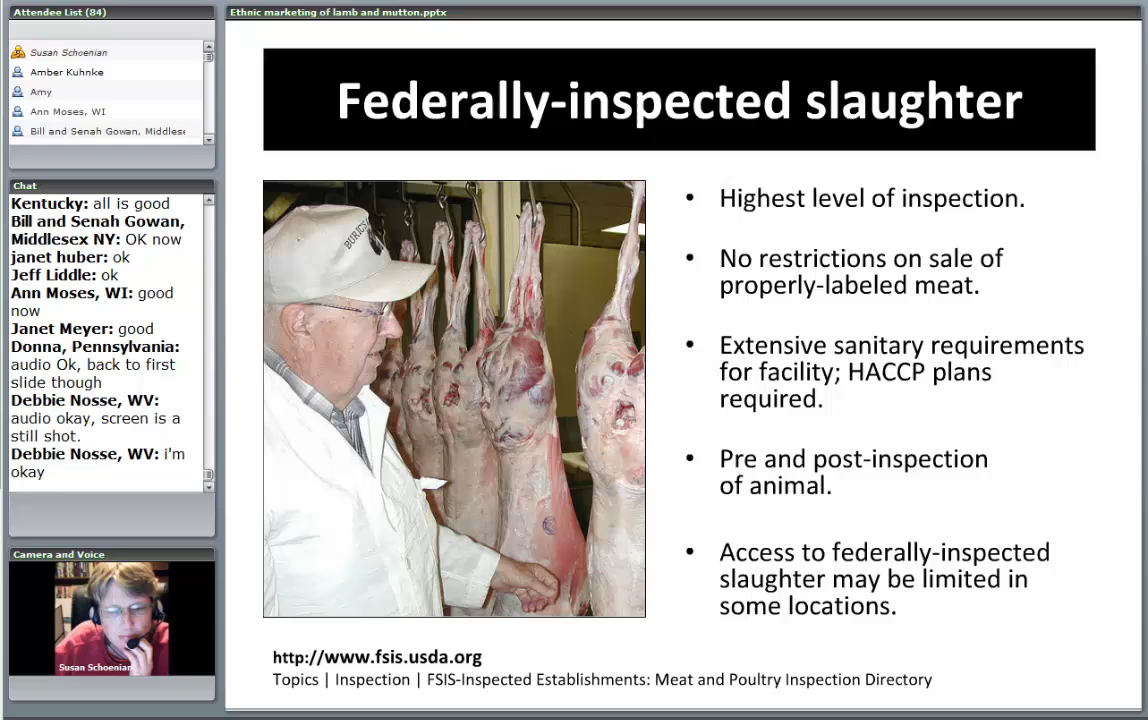 Attendee List (84)
Susan Schoenian
Amber Kuhnke
Amy
Ann Moses, WI
Bill and Senah Gowan, Middlese
Chat
Kentucky: all is good
Bill and Senah Gowan,
Middlesex NY: OK now
janet huber: ok
Jeff Liddle: ok
Ann Moses, WI: good
now
Janet Meyer: good
Donna, Pennsylvania:
audio Ok, back to first
slide though
Debbie Nosse, WV:
audio okay, screen is a
still shot.
Debbie Nosse, WV: i'm
okay
Camera and Voice
Susan Schoenian
Ethnic marketing of lamb and mutton.pptx
Federally-inspected slaughter
• Highest level of inspection.
• No restrictions on sale of
properly-labeled meat.
• Extensive sanitary requirements
for facility; HACCP plans
required.
• Pre and post-inspection
of animal.
• Access to federally-inspected
slaughter may be limited in
some locations.
http://www.fsis.usda.org
Topics | Inspection | FSIS-Inspected Establishments: Meat and Poultry Inspection Directory